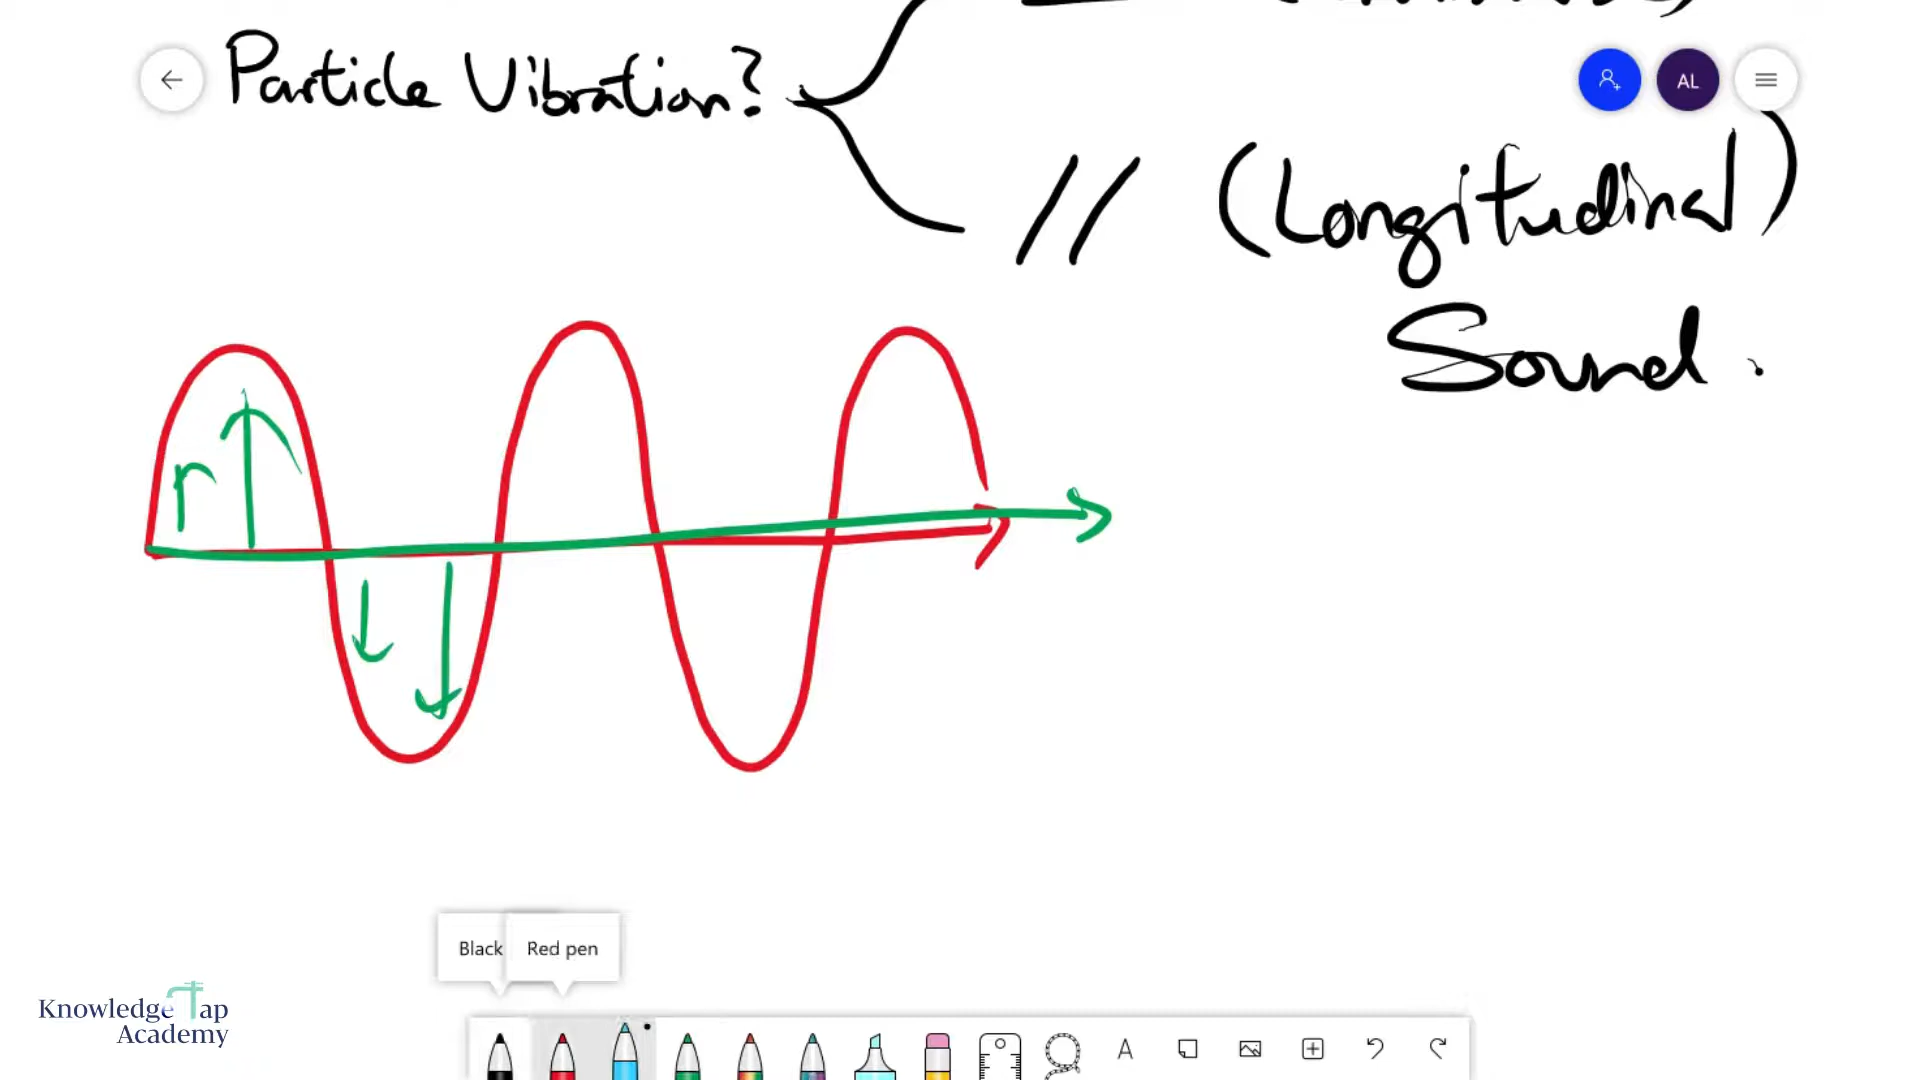 Particle Vibration?
AL
// (Longitudinal)
Sound.
r
Black
Red pen
A
Knowledge Tap
Academy